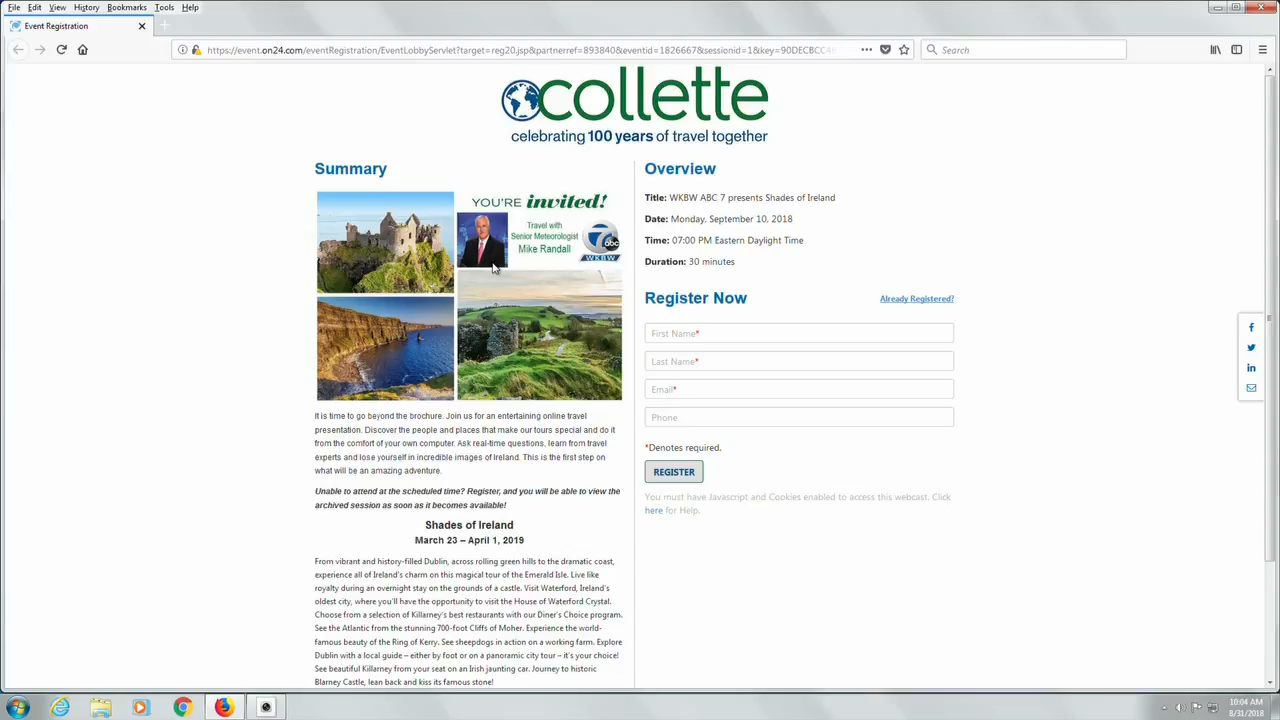 File Edit View History Bookmarks Tools Help
Event Registration
https://event.on24.com/eventRegistration/EventLobbyServlet?target=reg20.jsp&partnerref=893840&eventid=1826667&sessionid=1&key=90DECBCC4
Search
collette
celebrating 100 years of travel together
Summary
YOU'RE invited!
Travel with
Senior Meteorologist
Mike Randall
7 abc
WKBW
It is time to go beyond the brochure. Join us for an entertaining online travel
presentation. Discover the people and places that make our tours special and do it
from the comfort of your own computer. Ask real-time questions, learn from travel
experts and lose yourself in incredible images of Ireland. This is the first step on
what will be an amazing adventure.
Unable to attend at the scheduled time? Register, and you will be able to view the
archived session as soon as it becomes available!
Shades of Ireland
March 23 – April 1, 2019
From vibrant and history-filled Dublin, across rolling green hills to the dramatic coast,
experience all of Ireland's charm on this magical tour of the Emerald Isle. Live like
royalty during an overnight stay on the grounds of a castle. Visit Waterford, Ireland's
oldest city, where you'll have the opportunity to visit the House of Waterford Crystal.
Choose from a selection of Killarney's best restaurants with our Diner's Choice program.
See the Atlantic from the stunning 700-foot Cliffs of Moher. Experience the world-
famous beauty of the Ring of Kerry. See sheepdogs in action on a working farm. Explore
Dublin with a local guide – either by foot or on a panoramic city tour – it's your choice!
See beautiful Killarney from your seat on an Irish jaunting car. Journey to historic
Blarney Castle, lean back and kiss its famous stone!
Overview
Title: WKBW ABC 7 presents Shades of Ireland
Date: Monday, September 10, 2018
Time: 07:00 PM Eastern Daylight Time
Duration: 30 minutes
Register Now
Already Registered?
First Name*
Last Name*
Email*
Phone
*Denotes required.
REGISTER
You must have Javascript and Cookies enabled to access this webcast. Click
here for Help.
10:04 AM
8/31/2018